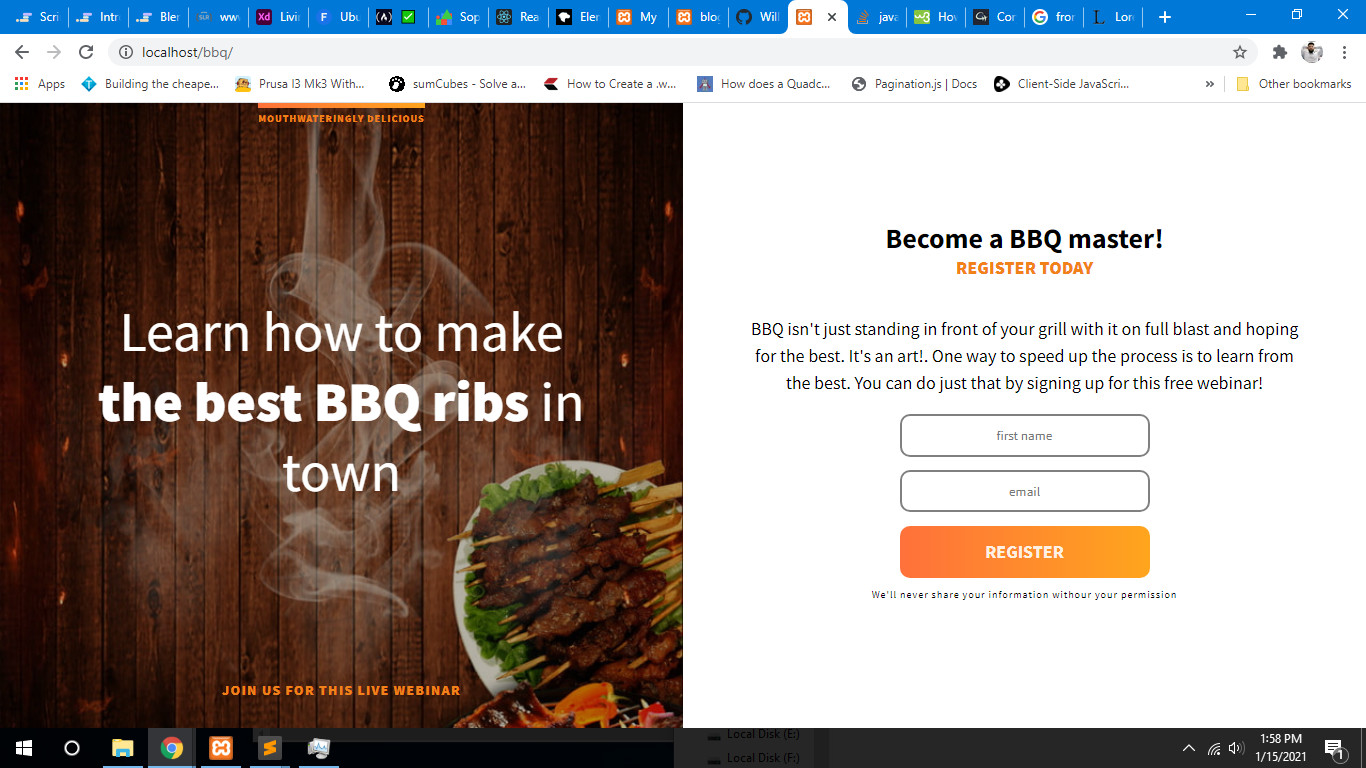 Scri
Intr
Bler
ww
Livi
Ubu
Sop
Rea
Eler
My
blo
Will
java
Ho
Cor
fror
Lor
localhost/bbq/
Apps
Building the cheape...
Prusa I3 Mk3 With...
sumCubes - Solve a...
How to Create a .w...
How does a Quadc...
Pagination.js | Docs
Client-Side JavaScri...
Other bookmarks
MOUTHWATERINGLY DELICIOUS
Learn how to make
the best BBQ ribs in
town
JOIN US FOR THIS LIVE WEBINAR
Become a BBQ master!
REGISTER TODAY
BBQ isn't just standing in front of your grill with it on full blast and hoping
for the best. It's an art!. One way to speed up the process is to learn from
the best. You can do just that by signing up for this free webinar!
first name
email
REGISTER
We'll never share your information withour your permission
Local Disk (E:)
Local Disk (F:)
1:58 PM
1/15/2021
1